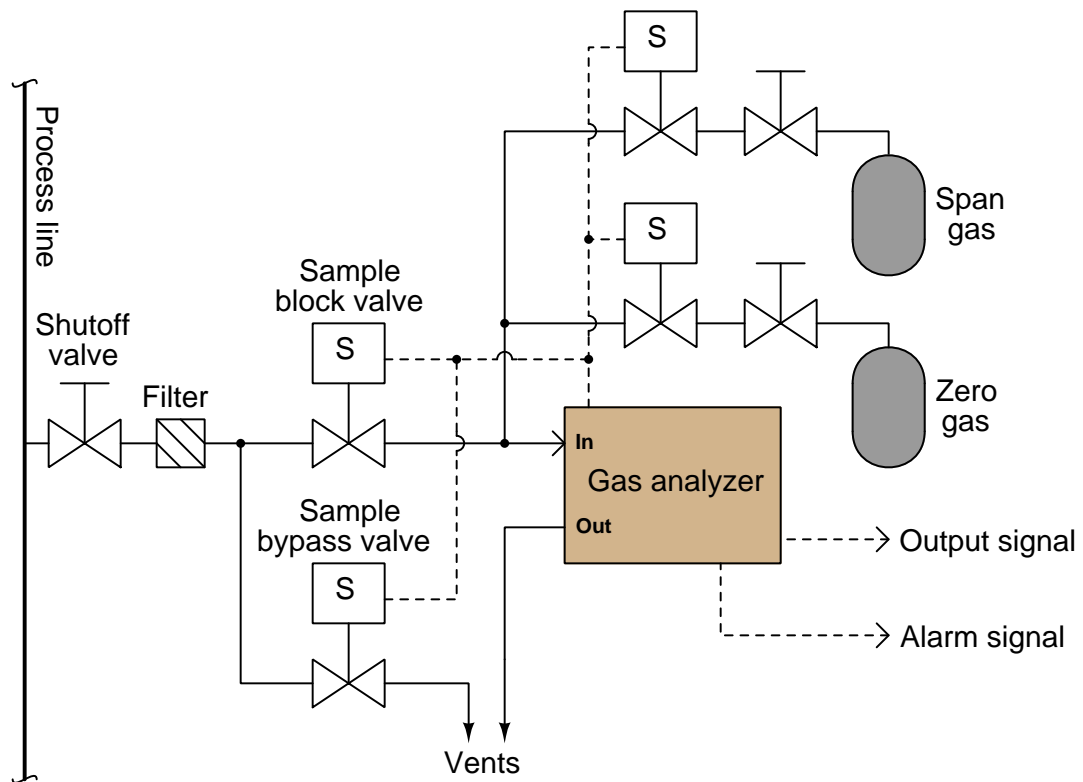 S
Process line
Span
gas
S
Sample
block valve
Shutoff
valve
S
Filter
Zero
gas
In
Gas analyzer
Sample
bypass valve
Out
Output signal
S
Alarm signal
Vents